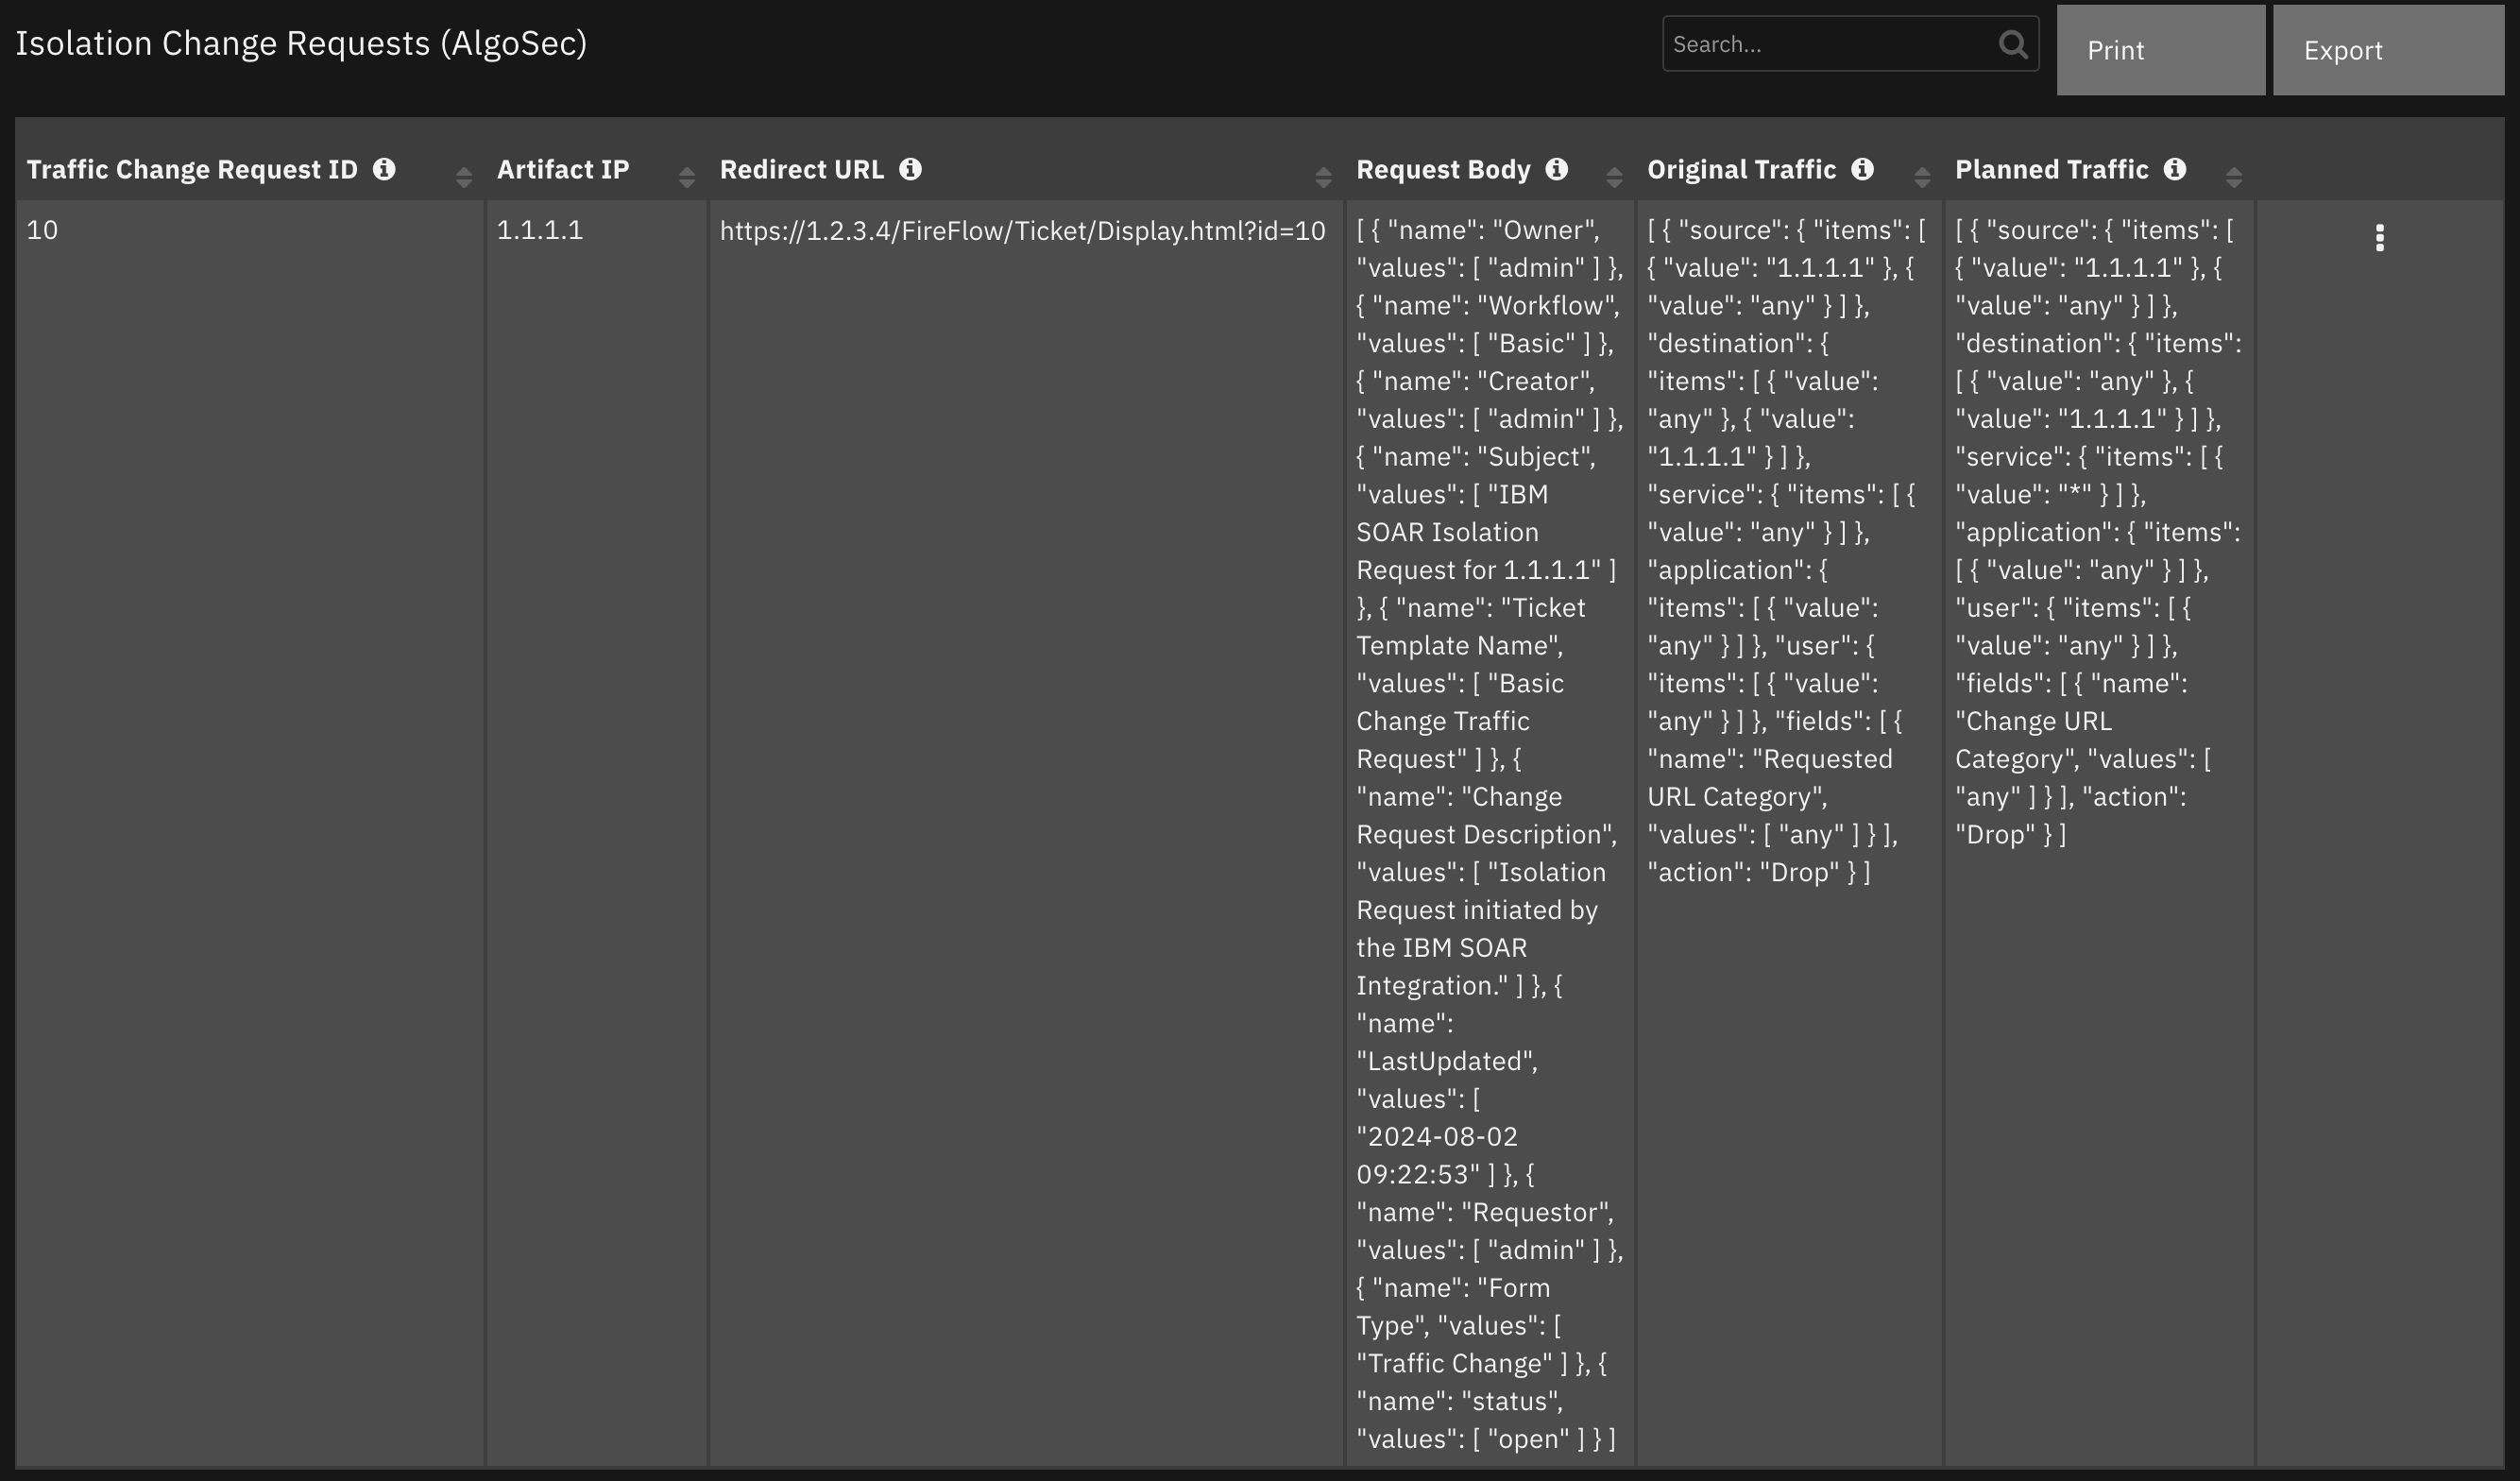 Isolation Change Requests (AlgoSec)
Search...
Print
Export
Traffic Change Request ID
Artifact IP
Redirect URL
Request Body
Original Traffic
Planned Traffic
10
1.1.1.1
https://1.2.3.4/FireFlow/Ticket/Display.html?id=10
[ { "name": "Owner",
"values": [ "admin" ] },
{ "name": "Workflow",
"values": [ "Basic" ] },
{ "name": "Creator",
"values": [ "admin" ] },
{ "name": "Subject",
"values": [ "IBM
SOAR Isolation
Request for 1.1.1.1" ]
}, { "name": "Ticket
Template Name",
"values": [ "Basic
Change Traffic
Request" ] }, {
"name": "Change
Request Description",
"values": [ "Isolation
Request initiated by
the IBM SOAR
Integration." ] }, {
"name":
"LastUpdated",
"values": [
"2024-08-02
09:22:53" ] }, {
"name": "Requestor",
"values": [ "admin" ] },
{ "name": "Form
Type", "values": [
"Traffic Change" ] }, {
"name": "status",
"values": [ "open" ] } ]
[ { "source": { "items": [
{ "value": "1.1.1.1" }, {
"value": "any" } ] },
"destination": {
"items": [ { "value":
"any" }, { "value":
"1.1.1.1" } ] },
"service": { "items": [ {
"value": "any" } ] },
"application": {
"items": [ { "value":
"any" } ] }, "user": {
"items": [ { "value":
"any" } ] }, "fields": [ {
"name": "Requested
URL Category",
"values": [ "any" ] } ],
"action": "Drop" } ]
[ { "source": { "items": [
{ "value": "1.1.1.1" }, {
"value": "any" } ] },
"destination": { "items":
[ { "value": "any" }, {
"value": "1.1.1.1" } ] },
"service": { "items": [ {
"value": "*" } ] },
"application": { "items":
[ { "value": "any" } ] },
"user": { "items": [ {
"value": "any" } ] },
"fields": [ { "name":
"Change URL
Category", "values": [
"any" ] } ], "action":
"Drop" } ]